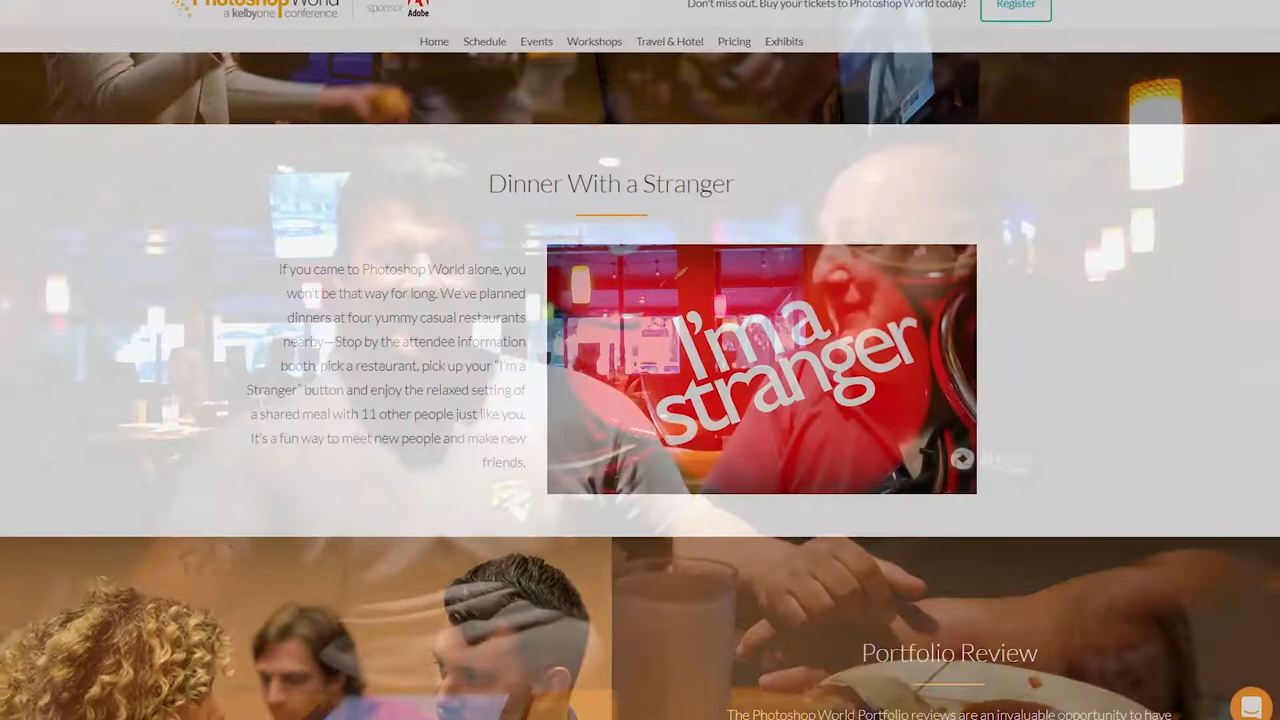 PhotoshopWorld
a kelbyone conference
sponsor
Adobe
Don't miss out. Buy your tickets to Photoshop World today!
Register
Home Schedule Events Workshops Travel & Hotel Pricing Exhibits
Dinner With a Stranger
If you came to Photoshop World alone, you
won't be that way for long. We've planned
dinners at four yummy casual restaurants
nearby—Stop by the attendee information
booth, pick a restaurant, pick up your "I'm a
Stranger" button and enjoy the relaxed setting of
a shared meal with 11 other people just like you.
It's a fun way to meet new people and make new
friends.
I'm a
stranger
Portfolio Review
The Photoshop World Portfolio reviews are an invaluable opportunity to have